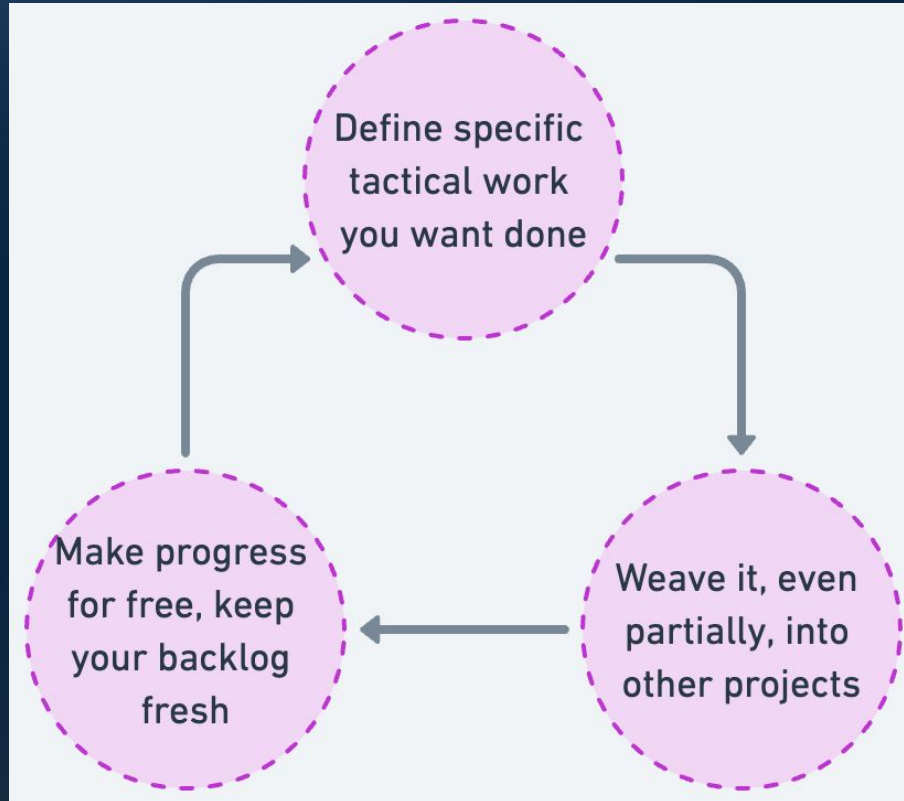 Define specific
tactical work
you want done
Weave it, even
partially, into
other projects
Make progress
for free, keep
your backlog
fresh